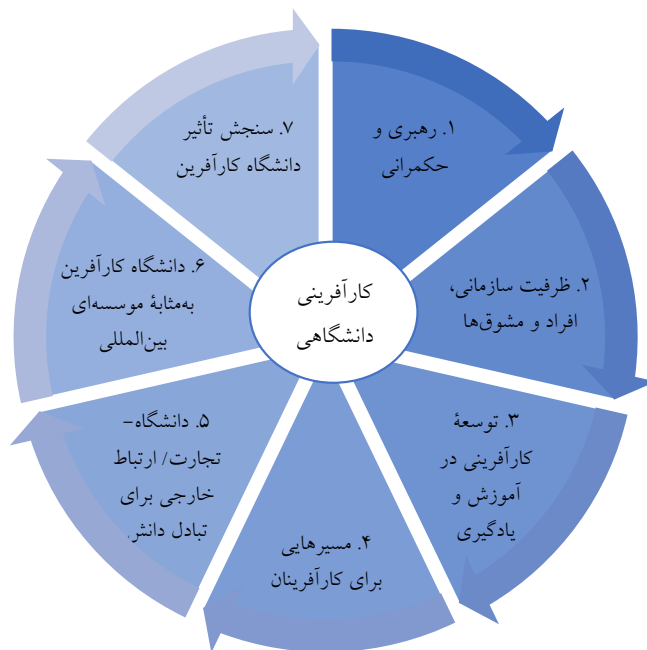 کارآفرینی
دانشگاهی
۱. رهبری و
حکمرانی
۲. ظرفیت سازمانی،
افراد و مشوق‌ها
۳. توسعۀ
کارآفرینی در
آموزش و
یادگیری
۴. مسیرهایی
برای کارآفرینان
۵. دانشگاه–
تجارت/ ارتباط
خارجی برای
تبادل دانش.
۶. دانشگاه کارآفرین
به‌مثابۀ موسسه‌ای
بین‌المللی
۷. سنجش تأثیر
دانشگاه کارآفرین